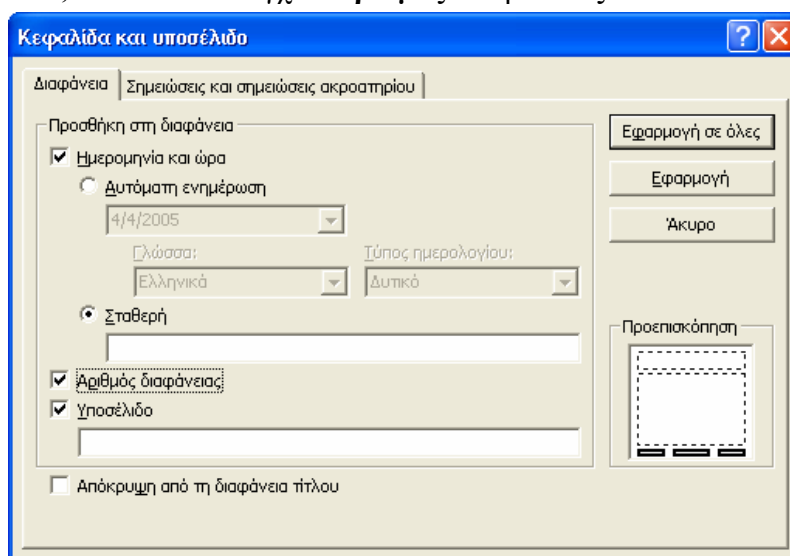 Κεφαλίδα και υποσέλιδο
Διαφάνεια Σημειώσεις και σημειώσεις ακροατηρίου
Προσθήκη στη διαφάνεια
Ημερομηνία και ώρα
Αυτόματη ενημέρωση
4/4/2005
Γλώσσα: Τύπος ημερολογίου:
Ελληνικά Δυτικό
Σταθερή
Αριθμός διαφάνειας
Υποσέλιδο
Απόκρυψη από τη διαφάνεια τίτλου
Εφαρμογή σε όλες
Εφαρμογή
Άκυρο
Προεπισκόπηση